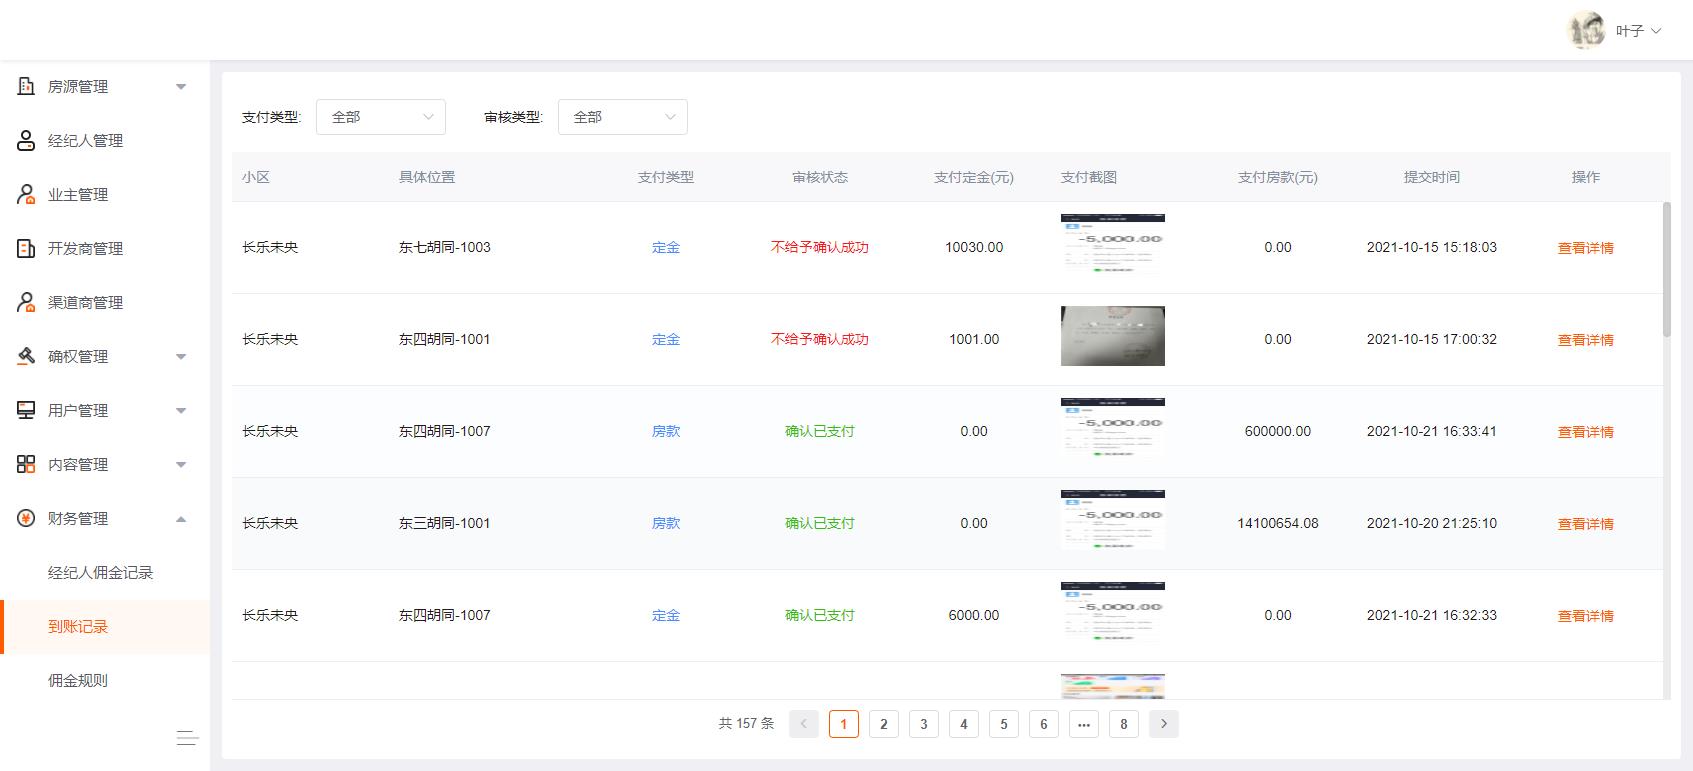 叶子
房源管理
经纪人管理
业主管理
开发商管理
渠道商管理
确权管理
用户管理
内容管理
财务管理
经纪人佣金记录
到账记录
佣金规则
支付类型: 全部 审核类型: 全部
小区 具体位置 支付类型 审核状态 支付定金(元) 支付截图 支付房款(元) 提交时间 操作
长乐未央 东七胡同-1003 定金 不给予确认成功 10030.00 -5,000.00 0.00 2021-10-15 15:18:03 查看详情
长乐未央 东四胡同-1001 定金 不给予确认成功 1001.00 0.00 2021-10-15 17:00:32 查看详情
长乐未央 东四胡同-1007 房款 确认已支付 0.00 -5,000.00 600000.00 2021-10-21 16:33:41 查看详情
长乐未央 东三胡同-1001 房款 确认已支付 0.00 -5,000.00 14100654.08 2021-10-20 21:25:10 查看详情
长乐未央 东四胡同-1007 定金 确认已支付 6000.00 -5,000.00 0.00 2021-10-21 16:32:33 查看详情
共 157 条 1 2 3 4 5 6 ••• 8